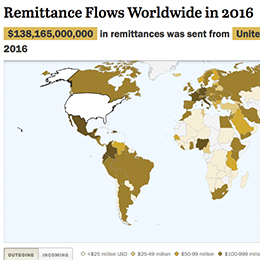 Remittance Flows Worldwide in 2016
$138,165,000,000 in remittances was sent from Unite
2016
OUTGOING INCOMING <$25 million USD $25-49 million $50-99 million $100-999 million